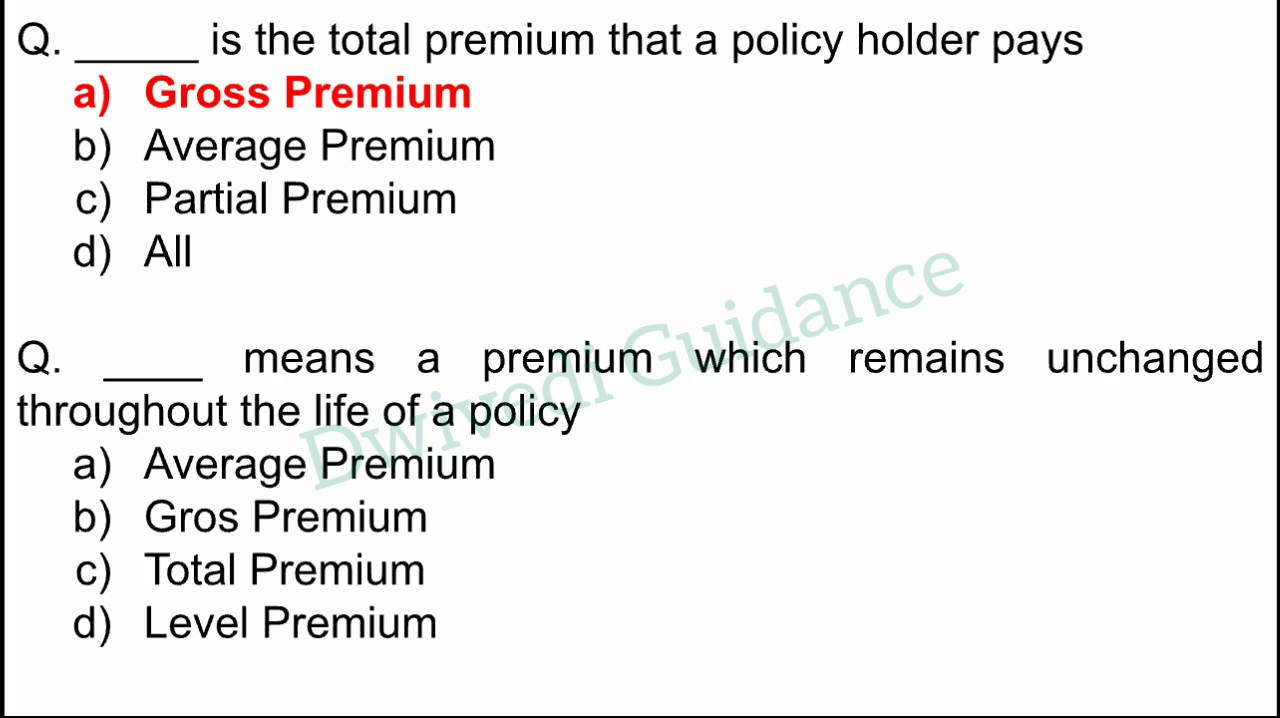 Q. _____ is the total premium that a policy holder pays
a) Gross Premium
b) Average Premium
c) Partial Premium
d) All
Q. ____ means a premium which remains unchanged
throughout the life of a policy
a) Average Premium
b) Gros Premium
c) Total Premium
d) Level Premium
Dwivedi Guidance